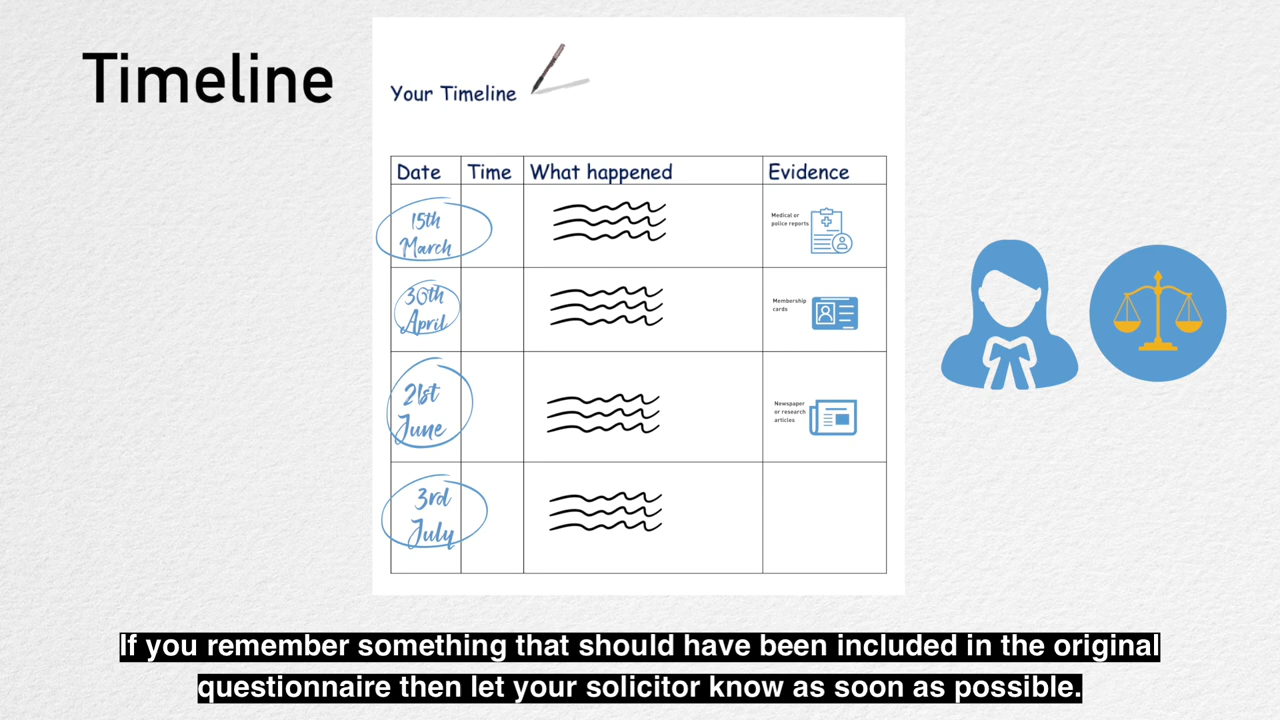 Timeline
Your Timeline
Date Time What happened Evidence
15th
March
Medical or
police reports
30th
April
Membership
cards
21st
June
Newspaper
or research
articles
3rd
July
If you remember something that should have been included in the original
questionnaire then let your solicitor know as soon as possible.